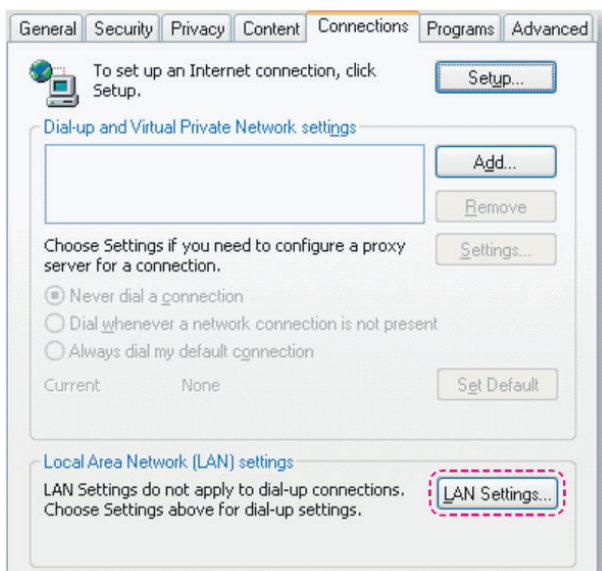 General Security Privacy Content Connections Programs Advanced
To set up an Internet connection, click
Setup.
Setup...
Dial-up and Virtual Private Network settings
Add...
Remove
Choose Settings if you need to configure a proxy
server for a connection.
Settings...
Never dial a connection
Dial whenever a network connection is not present
Always dial my default connection
Current None
Set Default
Local Area Network (LAN) settings
LAN Settings do not apply to dial-up connections.
Choose Settings above for dial-up settings.
LAN Settings...